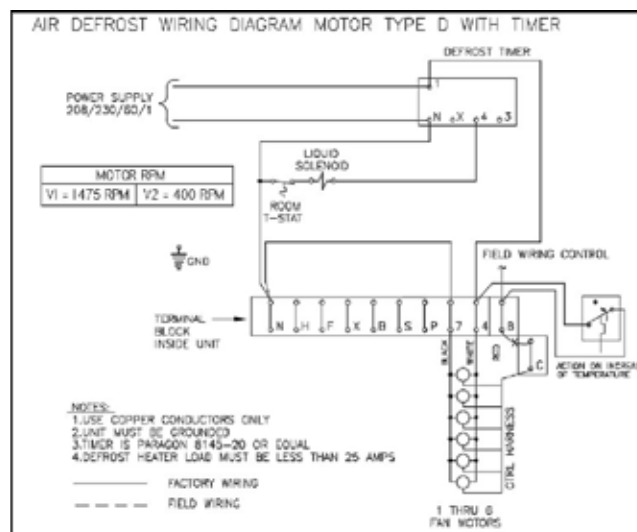 AIR DEFROST WIRING DIAGRAM MOTOR TYPE D WITH TIMER
DEFROST TIMER
POWER SUPPLY
208/230/60/1
1
N X 4 3
LIQUID
SOLENOID
MOTOR RPM
V1 = 1475 RPM V2 = 400 RPM
ROOM
T-STAT
GND
FIELD WIRING CONTROL
TERMINAL
BLOCK
INSIDE UNIT
N H F X B S P 7 4 B
C
BLACK
WHITE
RED
ACTION ON INCREASE
OF TEMPERATURE
CTRL HARNESS
NOTES:
1.USE COPPER CONDUCTORS ONLY
2.UNIT MUST BE GROUNDED
3.TIMER IS PARAGON 8145-20 OR EQUAL
4.DEFROST HEATER LOAD MUST BE LESS THAN 25 AMPS
FACTORY WIRING
FIELD WIRING
1 THRU 6
FAN MOTORS